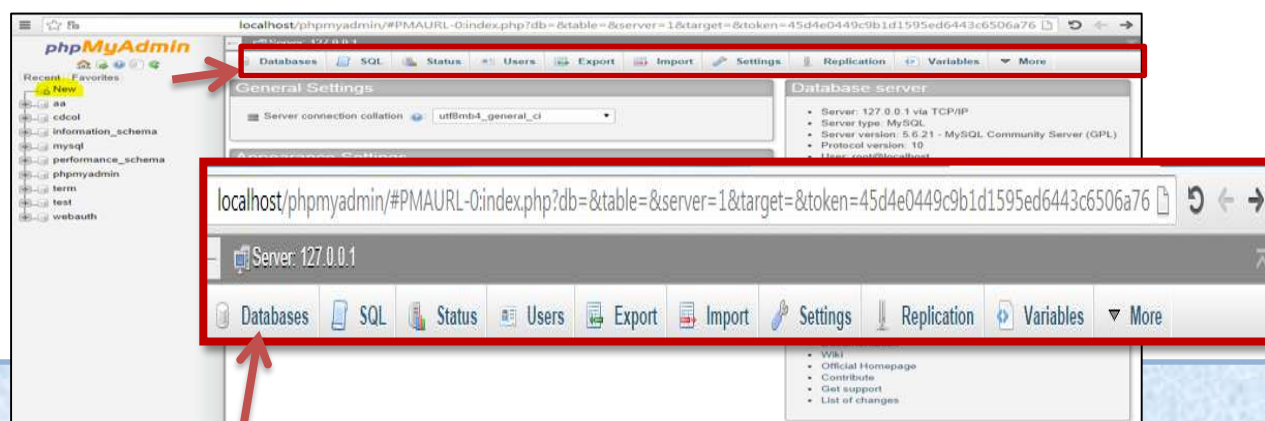 localhost/phpmyadmin/#PMAURL-0:index.php?db=&table=&server=1&target=&token=45d4e0449c9b1d1595ed6443c6506a76
phpMyAdmin
Recent Favorites
New
aa
cdcol
information_schema
mysql
performance_schema
phpmyadmin
term
test
webauth
Server: 127.0.0.1
Databases SQL Status Users Export Import Settings Replication Variables More
General Settings
Server connection collation utf8mb4_general_ci
Appearance Settings
Database server
Server: 127.0.0.1 via TCP/IP
Server type: MySQL
Server version: 5.6.21 - MySQL Community Server (GPL)
Protocol version: 10
User: root@localhost
localhost/phpmyadmin/#PMAURL-0:index.php?db=&table=&server=1&target=&token=45d4e0449c9b1d1595ed6443c6506a76
Server: 127.0.0.1
Databases SQL Status Users Export Import Settings Replication Variables More
Wiki
Official Homepage
Contribute
Get support
List of changes